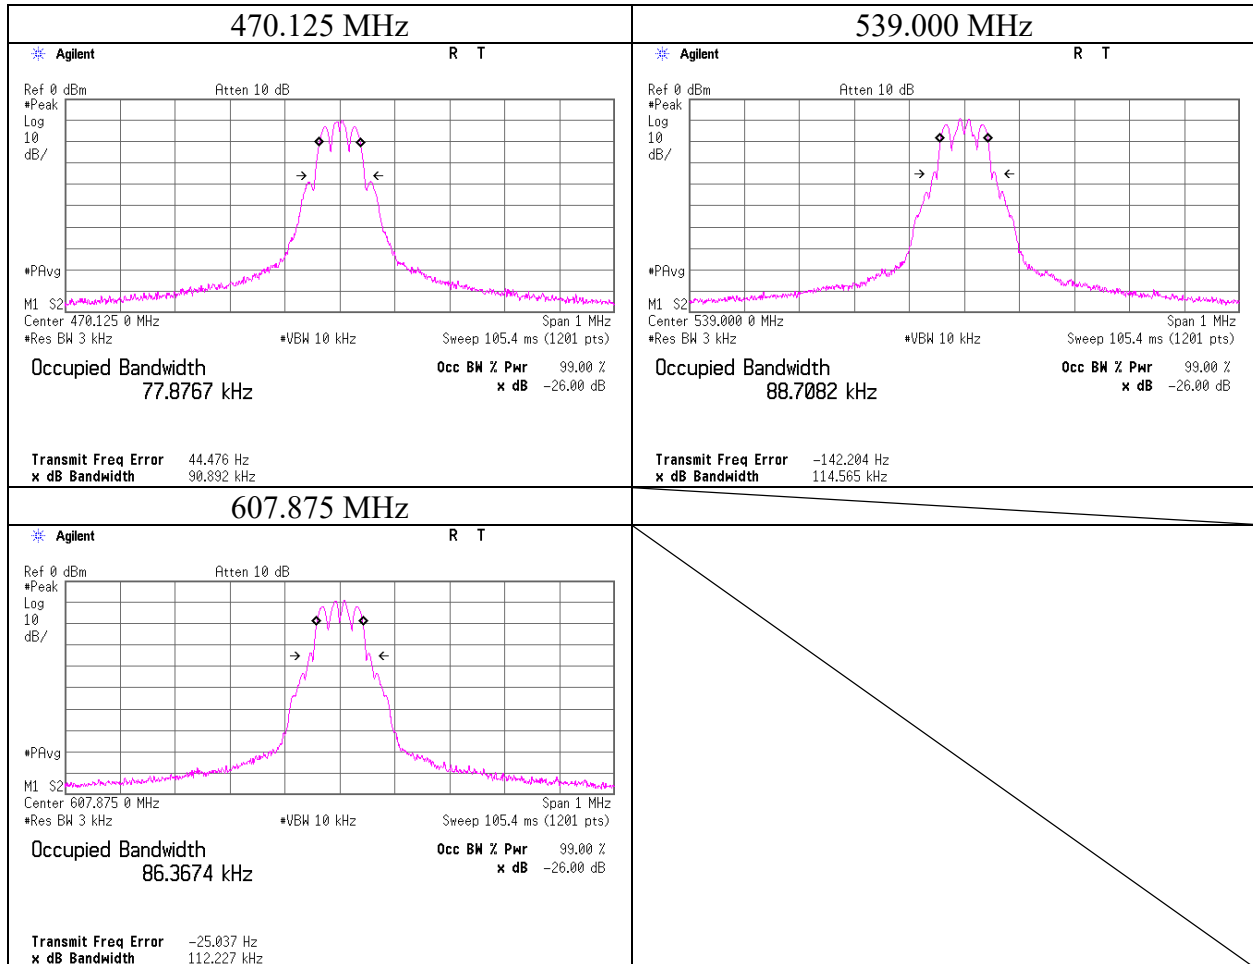 470.125 MHz
Agilent R T
Ref 0 dBm Atten 10 dB
#Peak
Log
10
dB/
#PAvg
M1 S2
Center 470.125 0 MHz Span 1 MHz
#Res BW 3 kHz #VBW 10 kHz Sweep 105.4 ms (1201 pts)
Occupied Bandwidth Occ BW % Pwr 99.00 %
77.8767 kHz x dB -26.00 dB
Transmit Freq Error 44.476 Hz
x dB Bandwidth 90.892 kHz
539.000 MHz
Agilent R T
Ref 0 dBm Atten 10 dB
#Peak
Log
10
dB/
#PAvg
M1 S2
Center 539.000 0 MHz Span 1 MHz
#Res BW 3 kHz #VBW 10 kHz Sweep 105.4 ms (1201 pts)
Occupied Bandwidth Occ BW % Pwr 99.00 %
88.7082 kHz x dB -26.00 dB
Transmit Freq Error -142.204 Hz
x dB Bandwidth 114.565 kHz
607.875 MHz
Agilent R T
Ref 0 dBm Atten 10 dB
#Peak
Log
10
dB/
#PAvg
M1 S2
Center 607.875 0 MHz Span 1 MHz
#Res BW 3 kHz #VBW 10 kHz Sweep 105.4 ms (1201 pts)
Occupied Bandwidth Occ BW % Pwr 99.00 %
86.3674 kHz x dB -26.00 dB
Transmit Freq Error -25.037 Hz
x dB Bandwidth 112.227 kHz